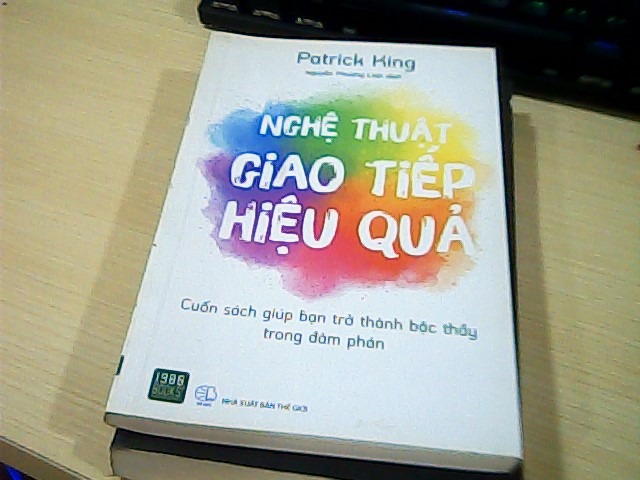 Patrick King
Nguyễn Phương Linh dịch
NGHỆ THUẬT
GIAO TIẾP
HIỆU QUẢ
Cuốn sách giúp bạn trở thành bậc thầy
trong đàm phán
1980
BOOKS
NHÀ XUẤT BẢN THẾ GIỚI